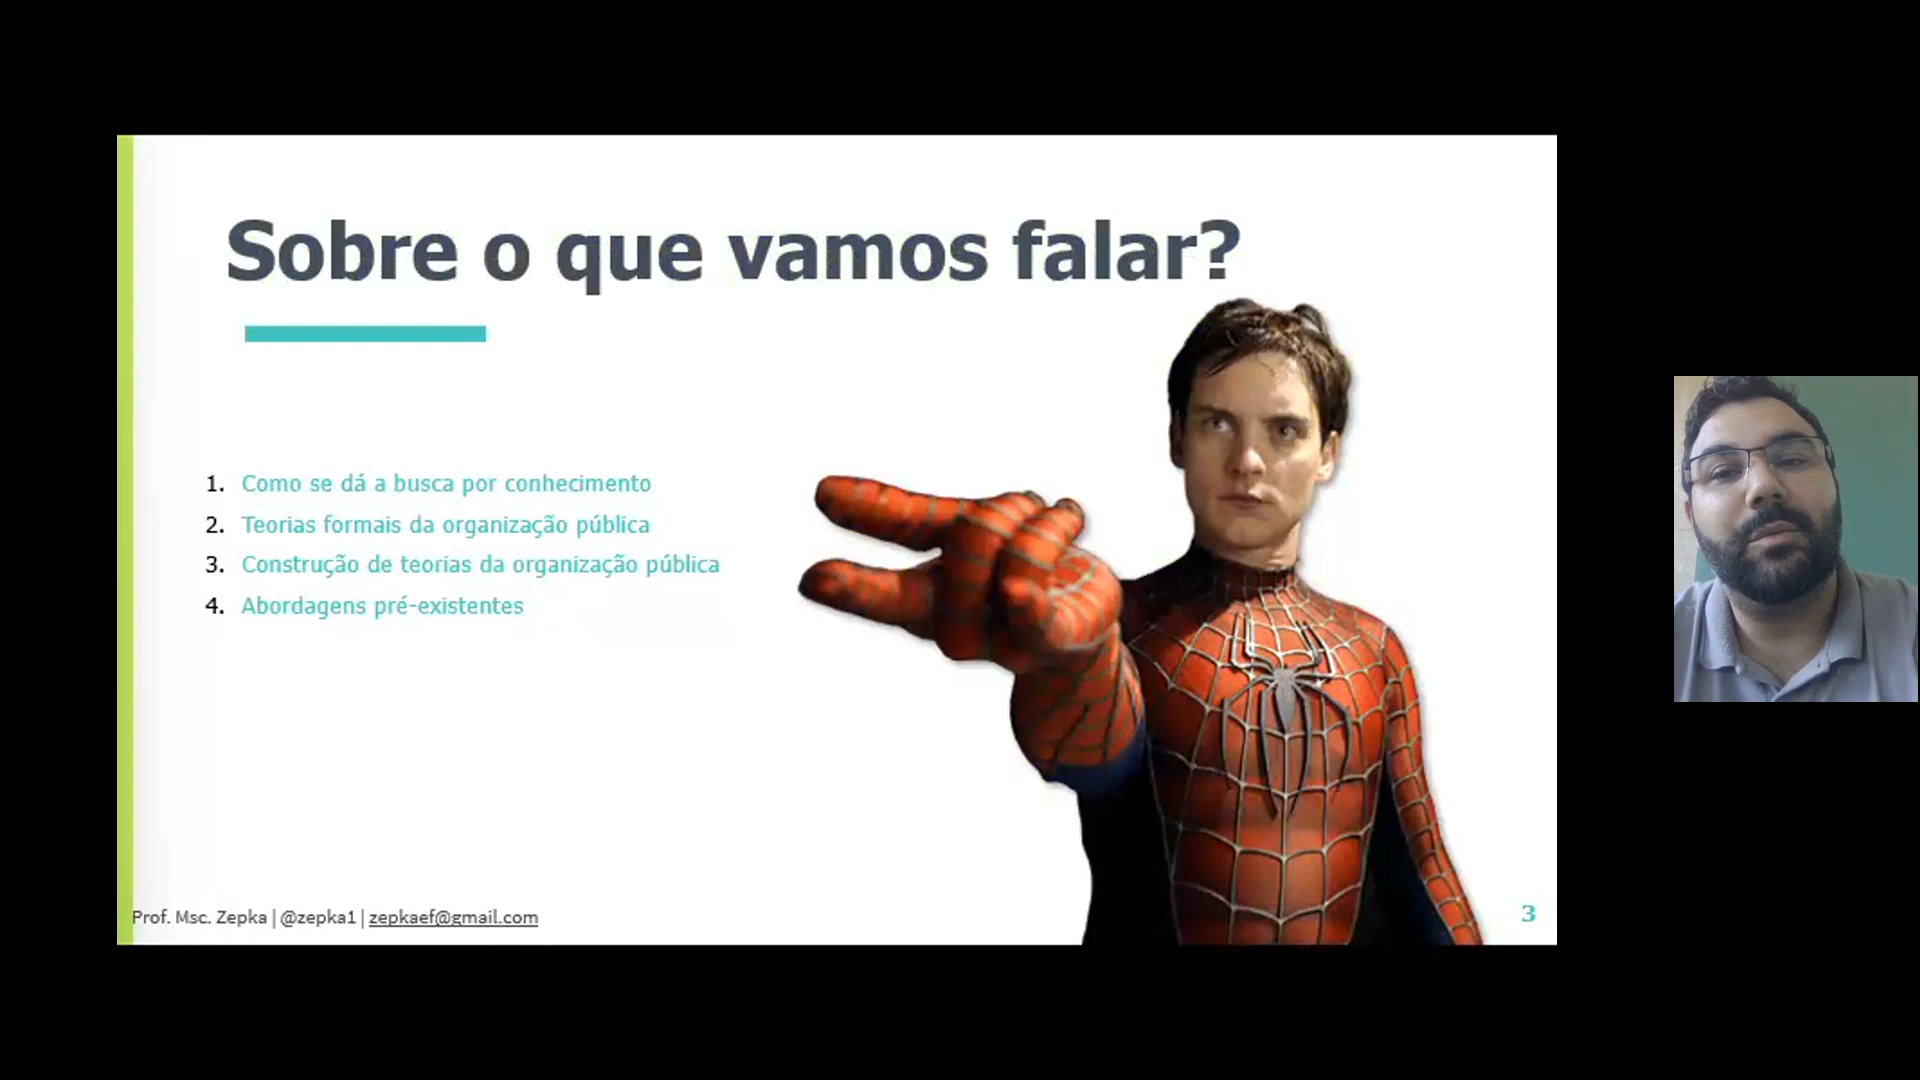 Sobre o que vamos falar?
1. Como se dá a busca por conhecimento
2. Teorias formais da organização pública
3. Construção de teorias da organização pública
4. Abordagens pré-existentes
Prof. Msc. Zepka | @zepka1 | zepkaef@gmail.com
3